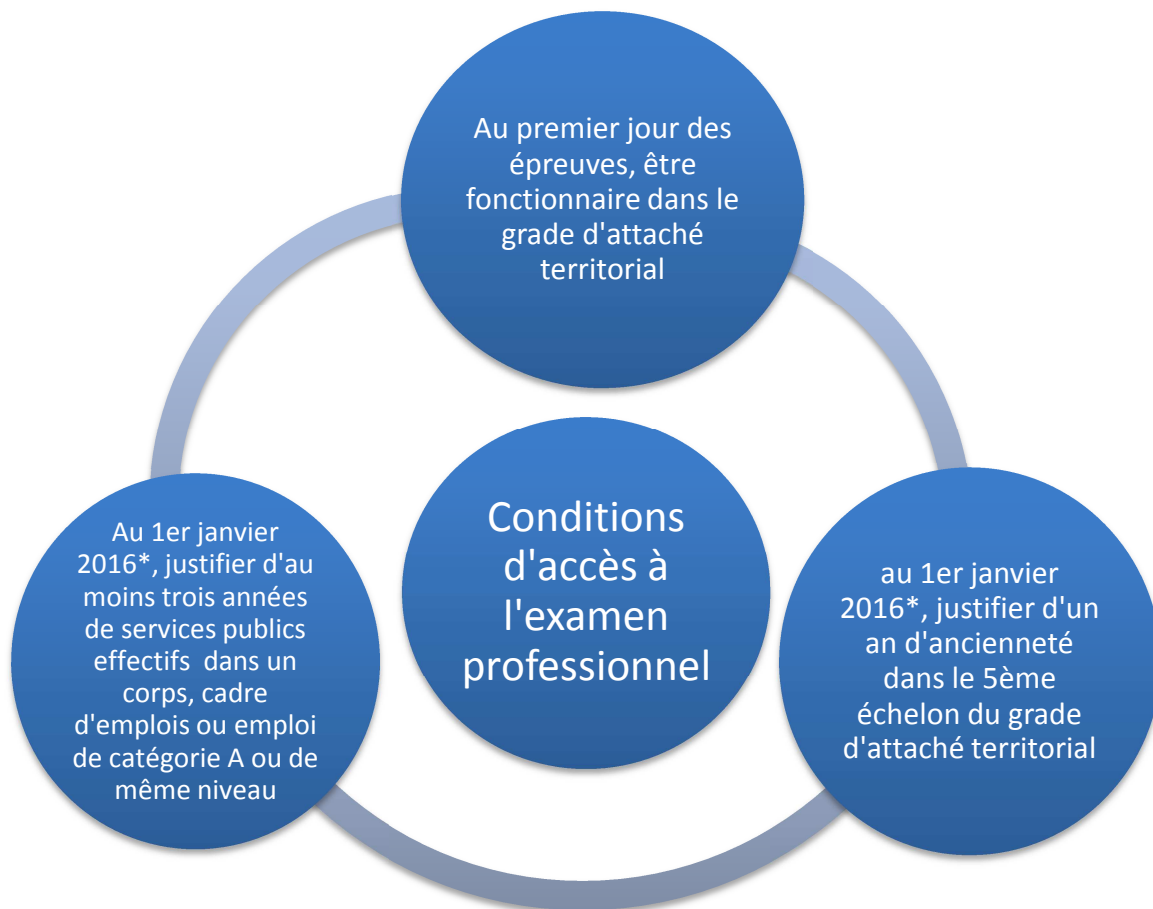 Au premier jour des
épreuves, être
fonctionnaire dans le
grade d'attaché
territorial
Conditions
d'accès à
l'examen
professionnel
Au 1er janvier
2016*, justifier d'au
moins trois années
de services publics
effectifs dans un
corps, cadre
d'emplois ou emploi
de catégorie A ou de
même niveau
au 1er janvier
2016*, justifier d'un
an d'ancienneté
dans le 5ème
échelon du grade
d'attaché territorial